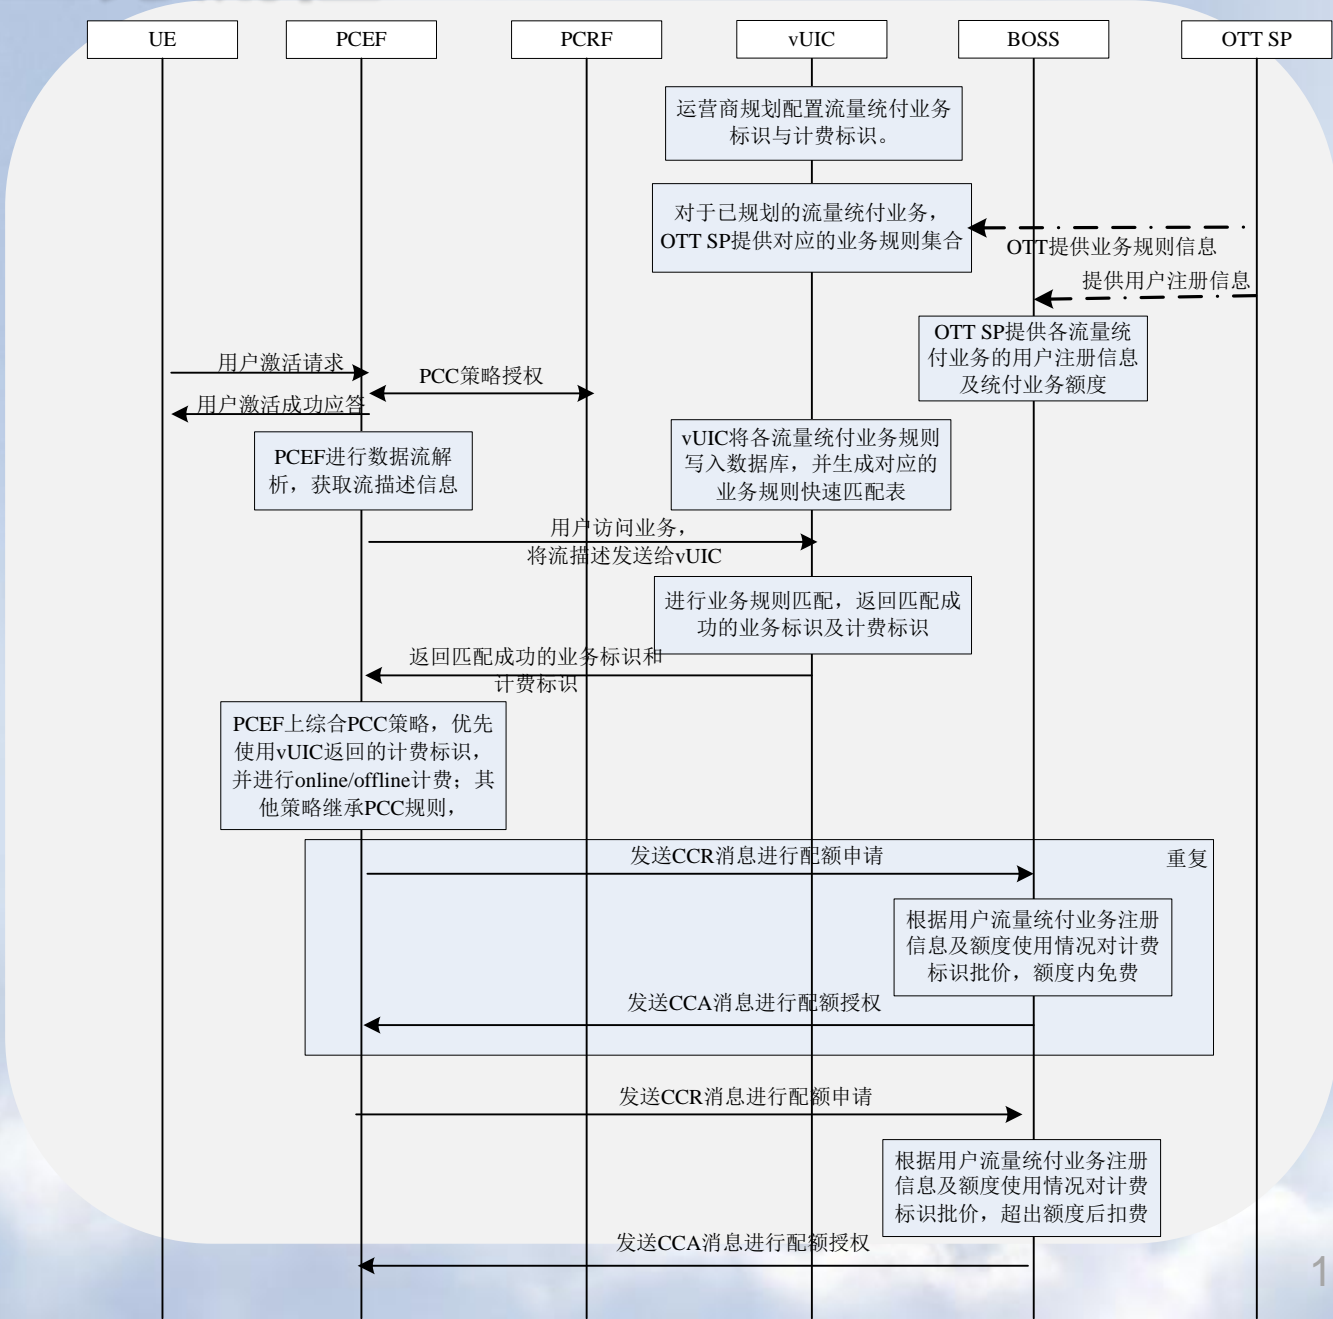 UE
PCEF
PCRF
vUIC
BOSS
OTT SP
运营商规划配置流量统付业务
标识与计费标识。
对于已规划的流量统付业务，
OTT SP提供对应的业务规则集合
OTT提供业务规则信息
提供用户注册信息
OTT SP提供各流量统
付业务的用户注册信息
及统付业务额度
用户激活请求
PCC策略授权
用户激活成功应答
PCEF进行数据流解
析，获取流描述信息
vUIC将各流量统付业务规则
写入数据库，并生成对应的
业务规则快速匹配表
用户访问业务，
将流描述发送给vUIC
进行业务规则匹配，返回匹配成
功的业务标识及计费标识
返回匹配成功的业务标识和
计费标识
PCEF上综合PCC策略，优先
使用vUIC返回的计费标识，
并进行online/offline计费；其
他策略继承PCC规则，
发送CCR消息进行配额申请
重复
根据用户流量统付业务注册
信息及额度使用情况对计费
标识批价，额度内免费
发送CCA消息进行配额授权
发送CCR消息进行配额申请
根据用户流量统付业务注册
信息及额度使用情况对计费
标识批价，超出额度后扣费
发送CCA消息进行配额授权
1